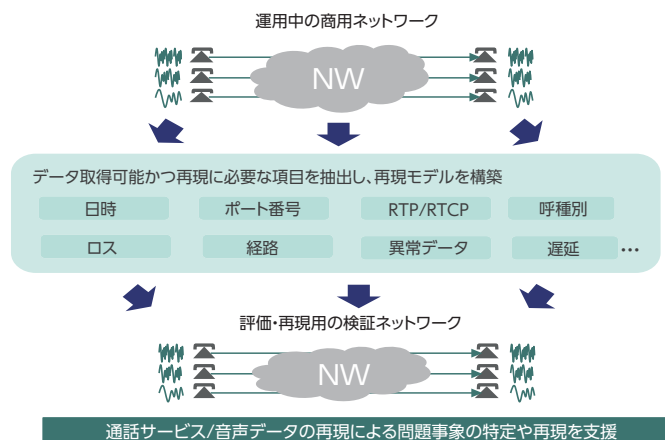 運用中の商用ネットワーク
NW
データ取得可能かつ再現に必要な項目を抽出し、再現モデルを構築
日時 ポート番号 RTP/RTCP 呼種別
ロス 経路 異常データ 遅延 …
評価・再現用の検証ネットワーク
NW
通話サービス/音声データの再現による問題事象の特定や再現を支援